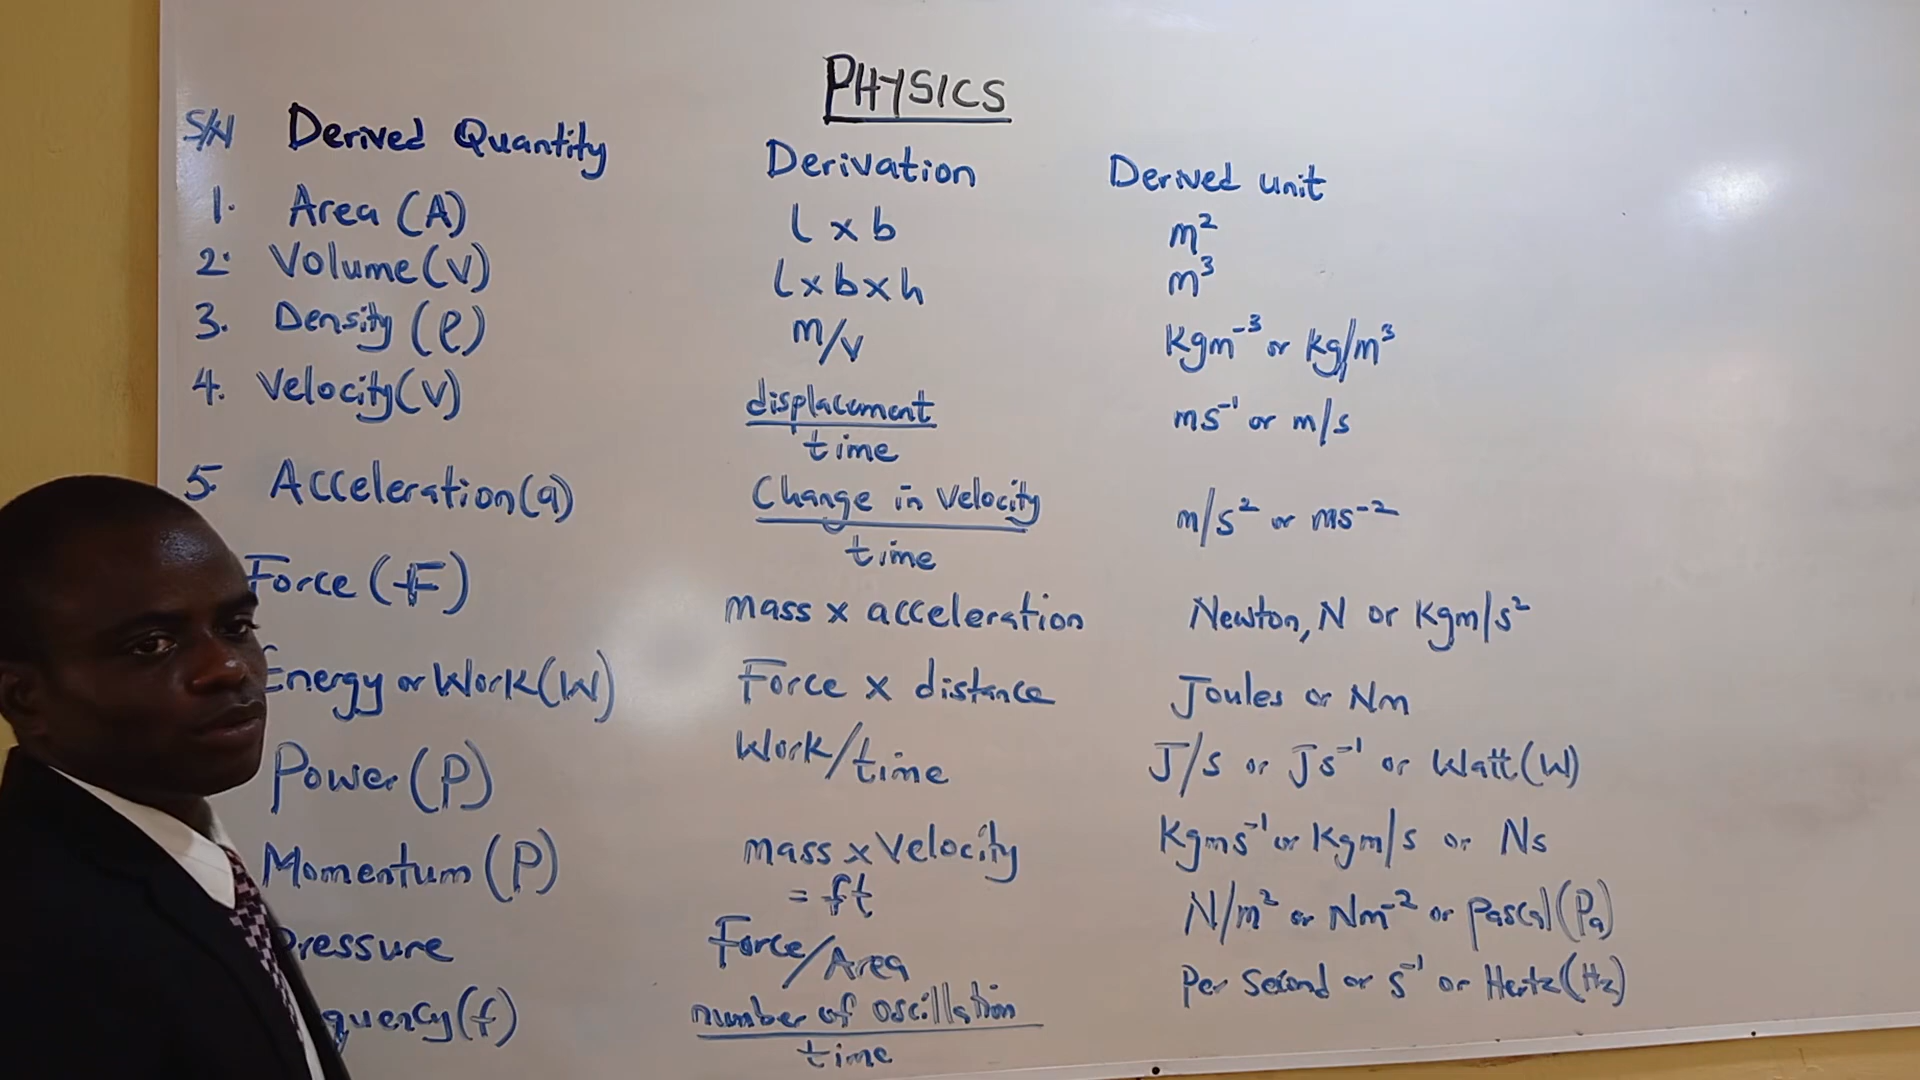 PHYSICS
S/N Derived Quantity Derivation Derived unit
1. Area (A) l x b m²
2. Volume (V) l x b x h m³
3. Density (ρ) m/v Kgm⁻³ or kg/m³
4. Velocity (V) displacement ms⁻¹ or m/s
time
5. Acceleration (a) Change in Velocity m/s² or ms⁻²
time
Force (F) mass x acceleration Newton, N or Kgm/s²
Energy or Work (W) Force x distance Joules or Nm
Power (P) Work/time J/s or Js⁻¹ or Watt (W)
Momentum (P) mass x Velocity Kgms⁻¹ or Kgm/s or Ns
= ft
Pressure Force/Area N/m² or Nm⁻² or pascal (Pa)
quency (f) number of oscillation Per Second or s⁻¹ or Hertz (Hz)
time